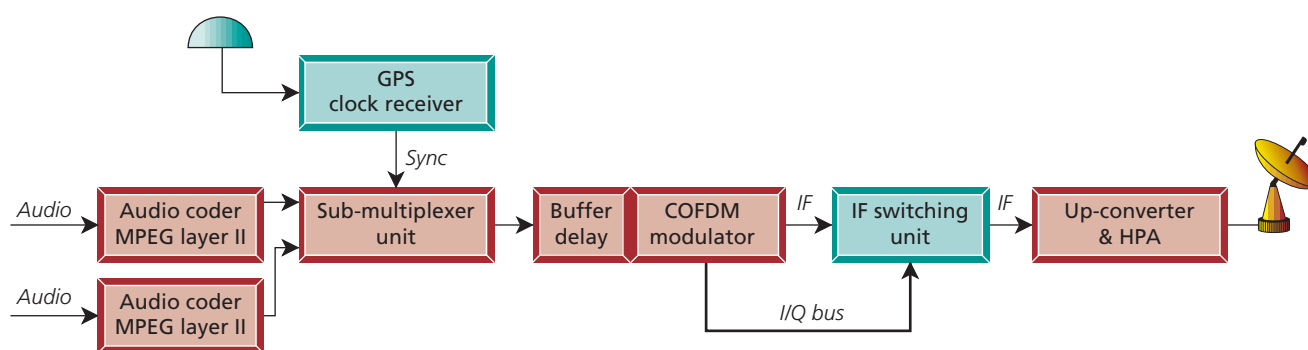 GPS
clock receiver
Sync
Audio
Audio coder
MPEG layer II
Sub-multiplexer
unit
Buffer
delay
COFDM
modulator
IF
IF switching
unit
IF
Up-converter
& HPA
Audio
Audio coder
MPEG layer II
I/Q bus